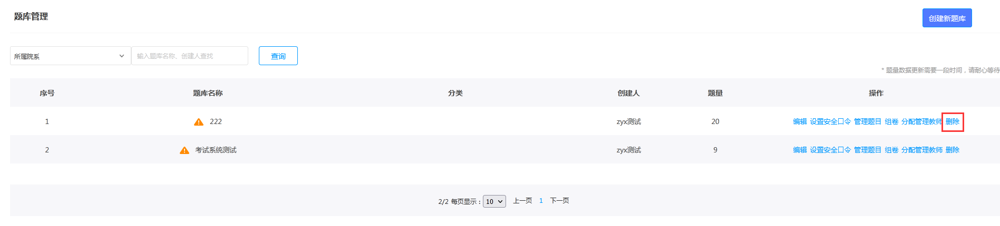 题库管理
创建新题库
所属院系 输入题库名称、创建人查找 查询
* 题量数据更新需要一段时间，请耐心等待
序号 题库名称 分类 创建人 题量 操作
1 222 zyx测试 20 编辑 设置安全口令 管理题目 组卷 分配管理教师 删除
2 考试系统测试 zyx测试 9 编辑 设置安全口令 管理题目 组卷 分配管理教师 删除
2/2 每页显示：10 上一页 1 下一页